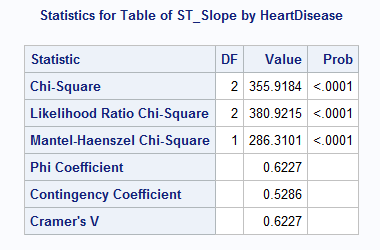 Statistics for Table of ST_Slope by HeartDisease
Statistic DF Value Prob
Chi-Square 2 355.9184 <.0001
Likelihood Ratio Chi-Square 2 380.9215 <.0001
Mantel-Haenszel Chi-Square 1 286.3101 <.0001
Phi Coefficient 0.6227
Contingency Coefficient 0.5286
Cramer's V 0.6227